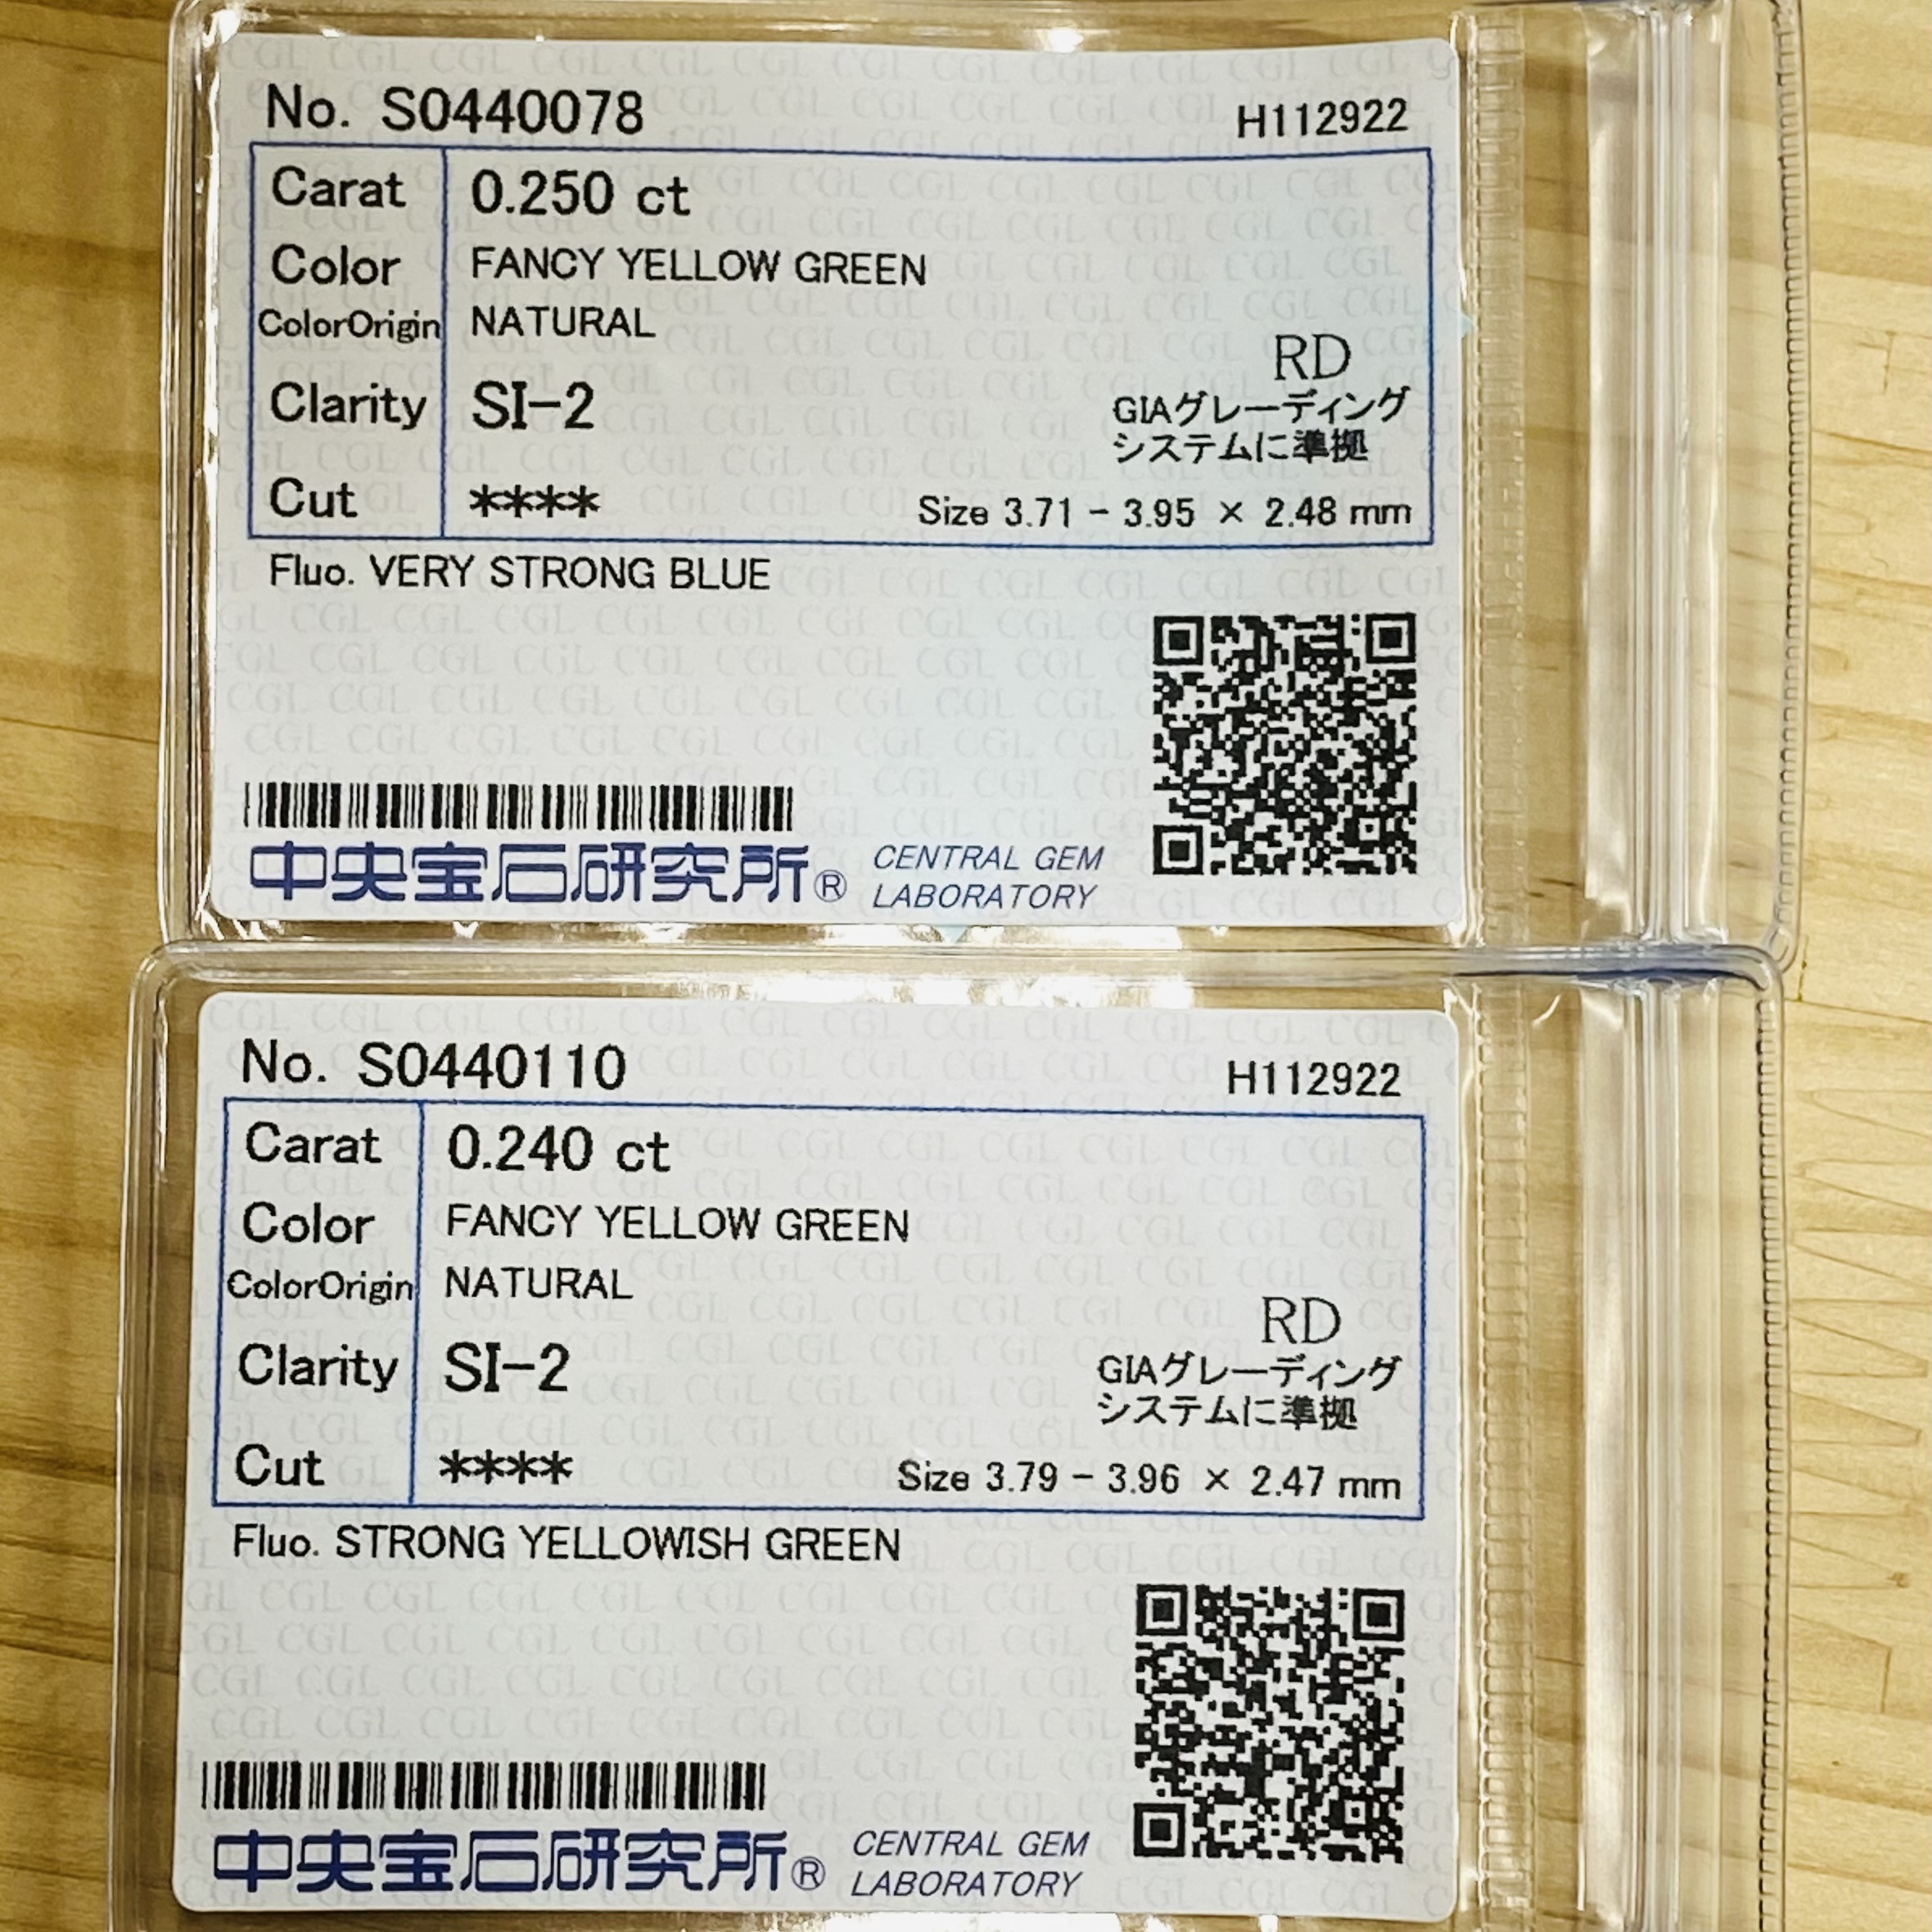 No. S0440078
H112922
Carat 0.250 ct
Color FANCY YELLOW GREEN
ColorOrigin NATURAL
RD
Clarity SI-2
GIAグレーディング
システムに準拠
Cut ****
Size 3.71 - 3.95 × 2.48 mm
Fluo. VERY STRONG BLUE
中央宝石研究所®
CENTRAL GEM
LABORATORY
No. S0440110
H112922
Carat 0.240 ct
Color FANCY YELLOW GREEN
ColorOrigin NATURAL
RD
Clarity SI-2
GIAグレーディング
システムに準拠
Cut ****
Size 3.79 - 3.96 × 2.47 mm
Fluo. STRONG YELLOWISH GREEN
中央宝石研究所®
CENTRAL GEM
LABORATORY